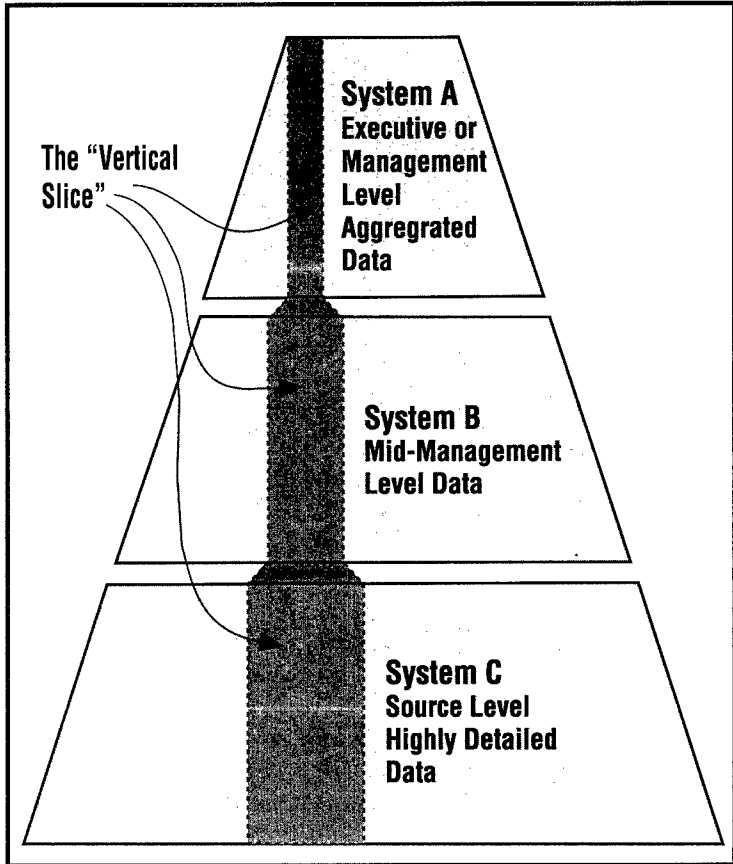 System A
Executive or
Management
Level
Aggregrated
Data
The “Vertical
Slice”
System B
Mid-Management
Level Data
System C
Source Level
Highly Detailed
Data